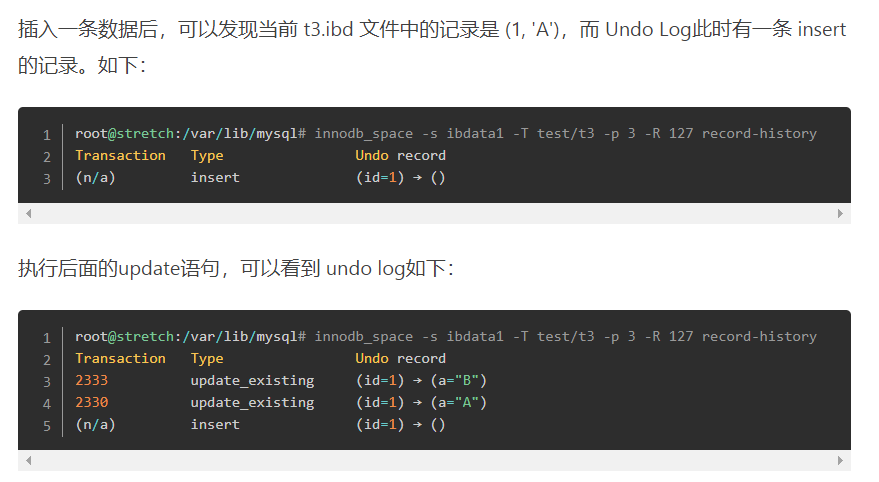 插入一条数据后，可以发现当前 t3.ibd 文件中的记录是 (1, 'A')，而 Undo Log此时有一条 insert
的记录。如下：
1 root@stretch:/var/lib/mysql# innodb_space -s ibdata1 -T test/t3 -p 3 -R 127 record-history
2 Transaction   Type                Undo record
3 (n/a)         insert              (id=1) → ()
执行后面的update语句，可以看到 undo log如下：
1 root@stretch:/var/lib/mysql# innodb_space -s ibdata1 -T test/t3 -p 3 -R 127 record-history
2 Transaction   Type                Undo record
3 2333          update_existing     (id=1) → (a="B")
4 2330          update_existing     (id=1) → (a="A")
5 (n/a)         insert              (id=1) → ()